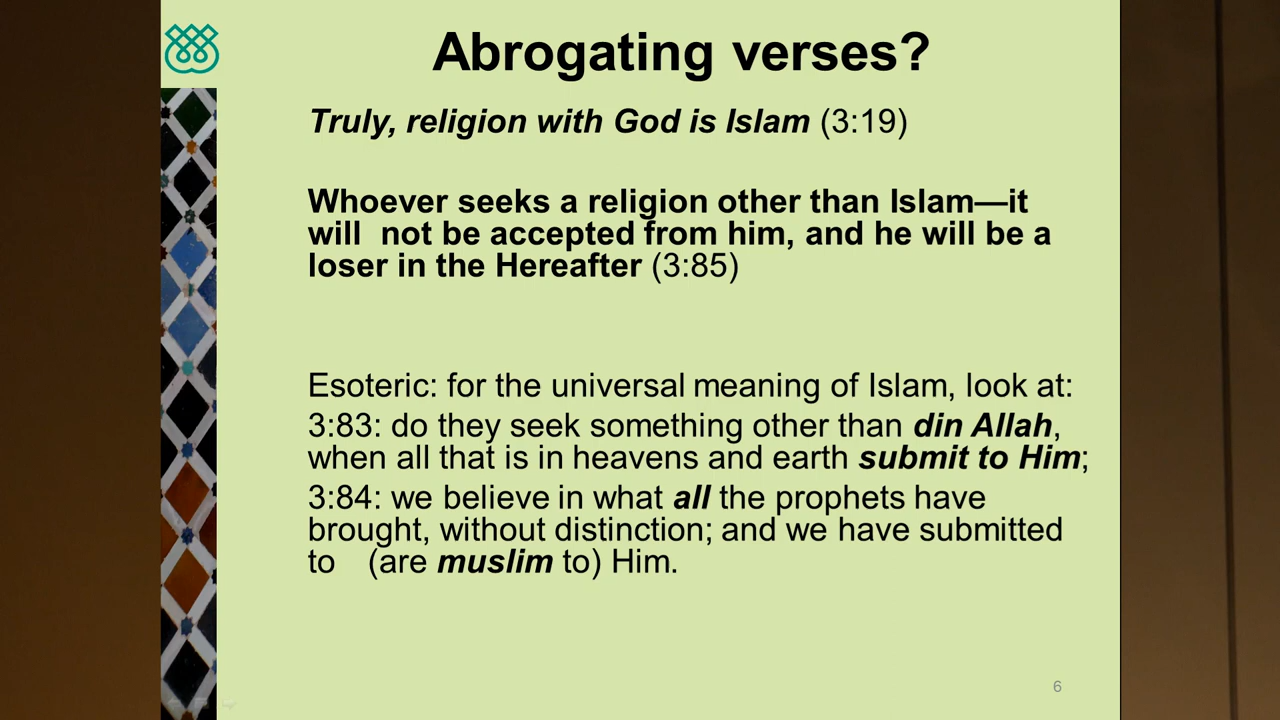 Abrogating verses?
Truly, religion with God is Islam (3:19)
Whoever seeks a religion other than Islam—it
will  not be accepted from him, and he will be a
loser in the Hereafter (3:85)
Esoteric: for the universal meaning of Islam, look at:
3:83: do they seek something other than din Allah,
when all that is in heavens and earth submit to Him;
3:84: we believe in what all the prophets have
brought, without distinction; and we have submitted
to   (are muslim to) Him.
6